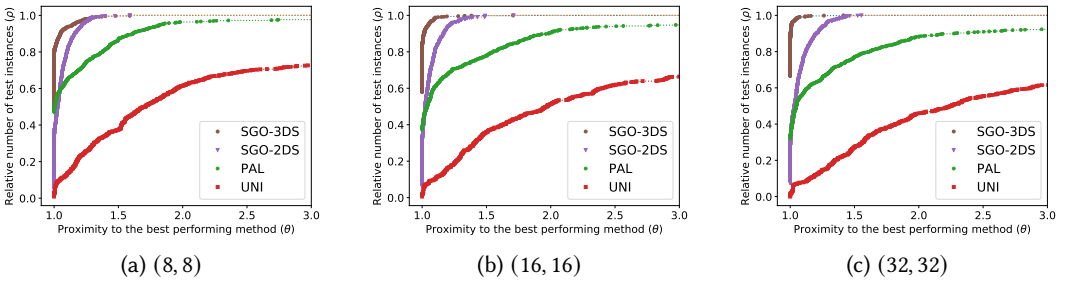 Relative number of test instances (ρ)
1.0
0.8
0.6
0.4
0.2
0.0
SGO-3DS
SGO-2DS
PAL
UNI
1.0 1.5 2.0 2.5 3.0
Proximity to the best performing method (θ)
(a) (8, 8)
Relative number of test instances (ρ)
1.0
0.8
0.6
0.4
0.2
0.0
SGO-3DS
SGO-2DS
PAL
UNI
1.0 1.5 2.0 2.5 3.0
Proximity to the best performing method (θ)
(b) (16, 16)
Relative number of test instances (ρ)
1.0
0.8
0.6
0.4
0.2
0.0
SGO-3DS
SGO-2DS
PAL
UNI
1.0 1.5 2.0 2.5 3.0
Proximity to the best performing method (θ)
(c) (32, 32)